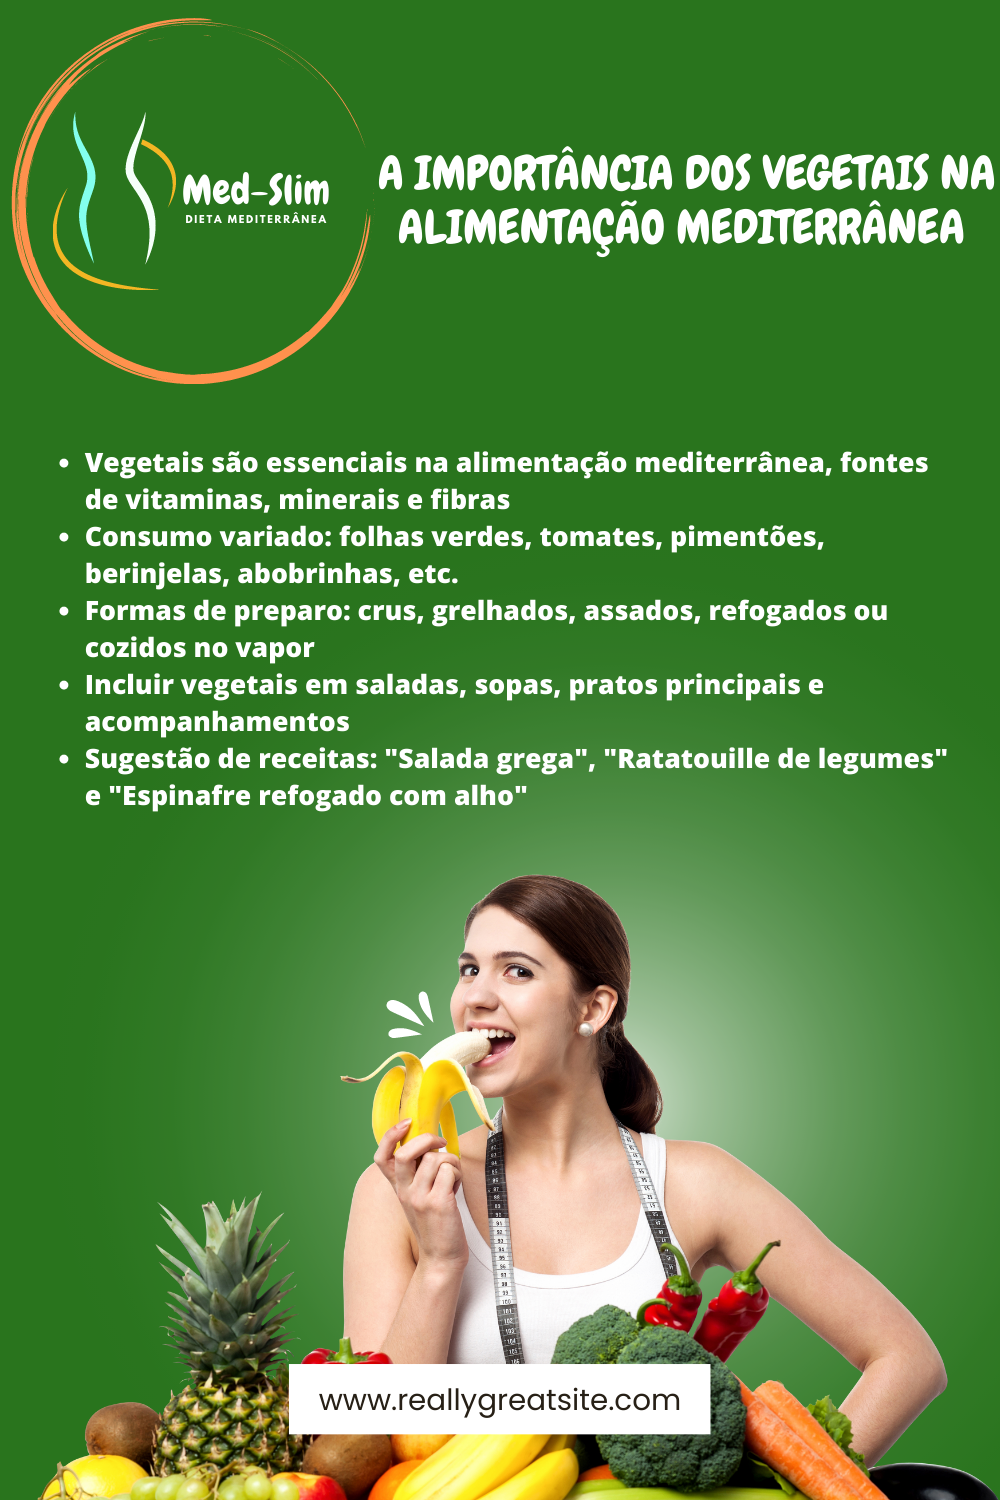 Med-Slim
DIETA MEDITERRÂNEA
A IMPORTÂNCIA DOS VEGETAIS NA
ALIMENTAÇÃO MEDITERRÂNEA
• Vegetais são essenciais na alimentação mediterrânea, fontes
de vitaminas, minerais e fibras
• Consumo variado: folhas verdes, tomates, pimentões,
berinjelas, abobrinhas, etc.
• Formas de preparo: crus, grelhados, assados, refogados ou
cozidos no vapor
• Incluir vegetais em saladas, sopas, pratos principais e
acompanhamentos
• Sugestão de receitas: "Salada grega", "Ratatouille de legumes"
e "Espinafre refogado com alho"
www.reallygreatsite.com